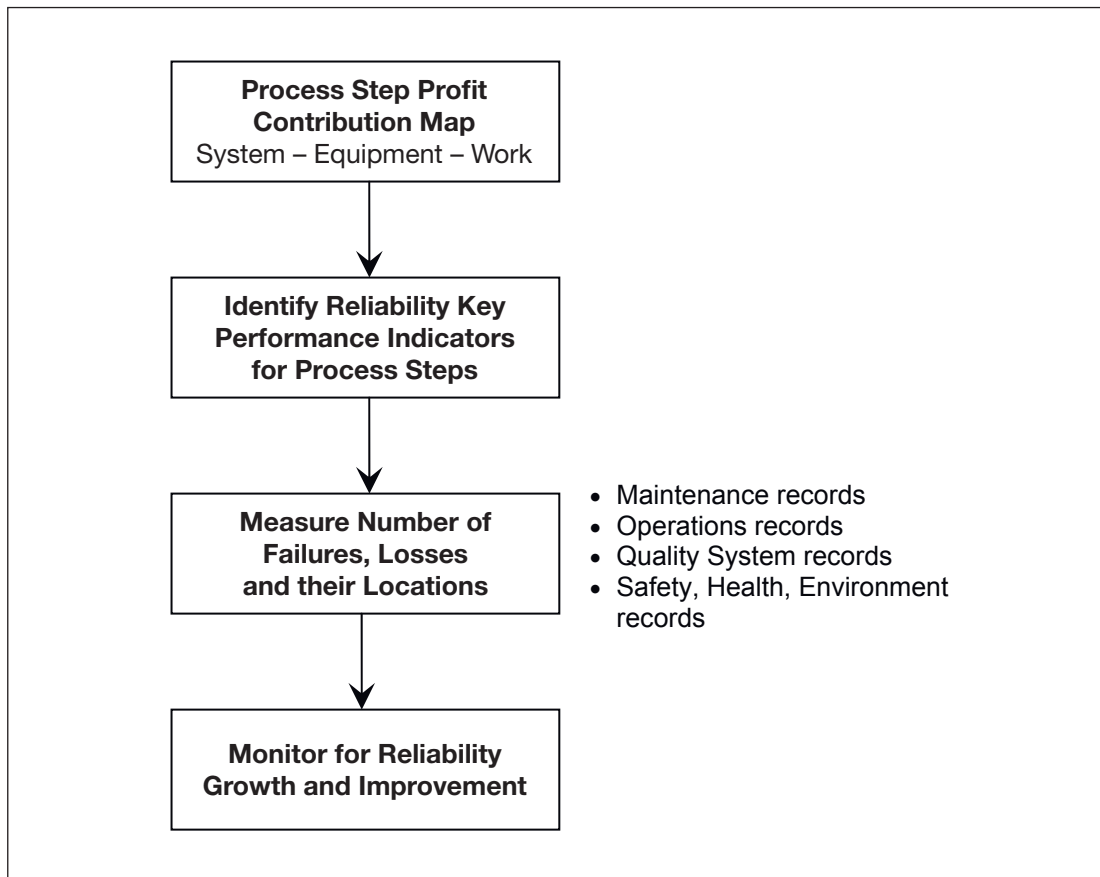 Process Step Profit
Contribution Map
System – Equipment – Work
Identify Reliability Key
Performance Indicators
for Process Steps
Measure Number of
Failures, Losses
and their Locations
• Maintenance records
• Operations records
• Quality System records
• Safety, Health, Environment
records
Monitor for Reliability
Growth and Improvement